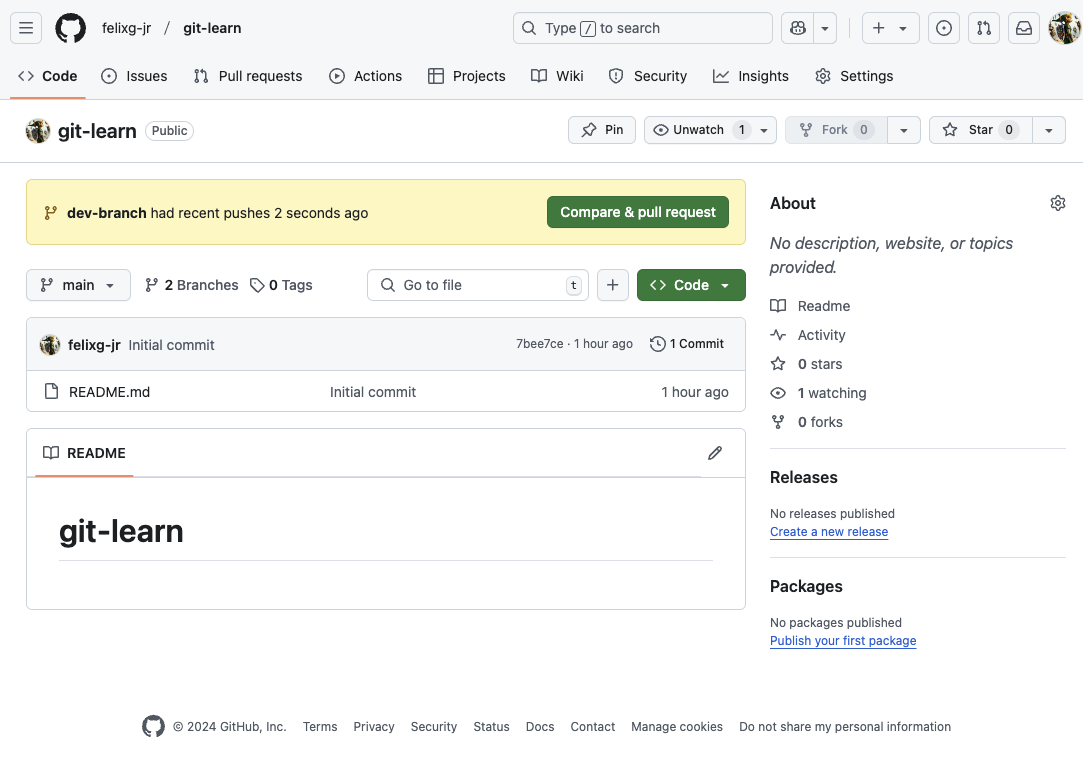 felixg-jr / git-learn
Type / to search
Code
Issues
Pull requests
Actions
Projects
Wiki
Security
Insights
Settings
git-learn Public
Pin
Unwatch 1
Fork 0
Star 0
dev-branch had recent pushes 2 seconds ago
Compare & pull request
main
2 Branches
0 Tags
Go to file t
Code
felixg-jr Initial commit
7bee7ce · 1 hour ago
1 Commit
README.md Initial commit 1 hour ago
README
git-learn
About
No description, website, or topics
provided.
Readme
Activity
0 stars
1 watching
0 forks
Releases
No releases published
Create a new release
Packages
No packages published
Publish your first package
© 2024 GitHub, Inc. Terms Privacy Security Status Docs Contact Manage cookies Do not share my personal information